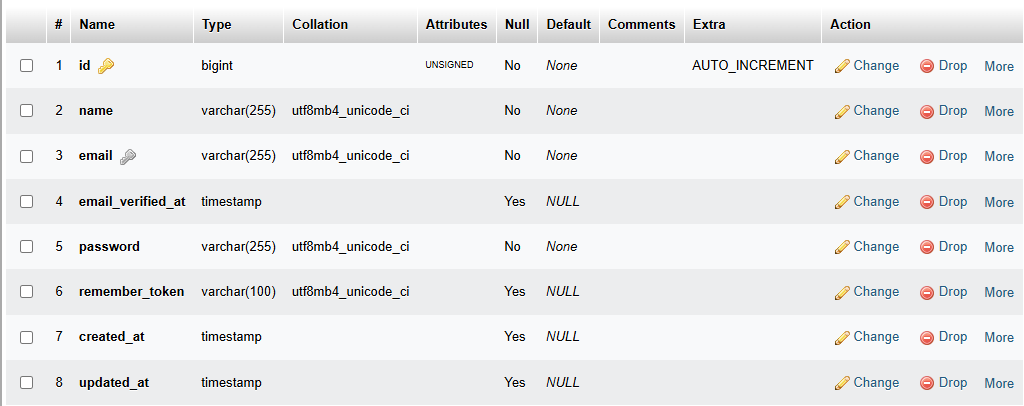 # Name Type Collation Attributes Null Default Comments Extra Action
1 id bigint UNSIGNED No None AUTO_INCREMENT Change Drop More
2 name varchar(255) utf8mb4_unicode_ci No None Change Drop More
3 email varchar(255) utf8mb4_unicode_ci No None Change Drop More
4 email_verified_at timestamp Yes NULL Change Drop More
5 password varchar(255) utf8mb4_unicode_ci No None Change Drop More
6 remember_token varchar(100) utf8mb4_unicode_ci Yes NULL Change Drop More
7 created_at timestamp Yes NULL Change Drop More
8 updated_at timestamp Yes NULL Change Drop More